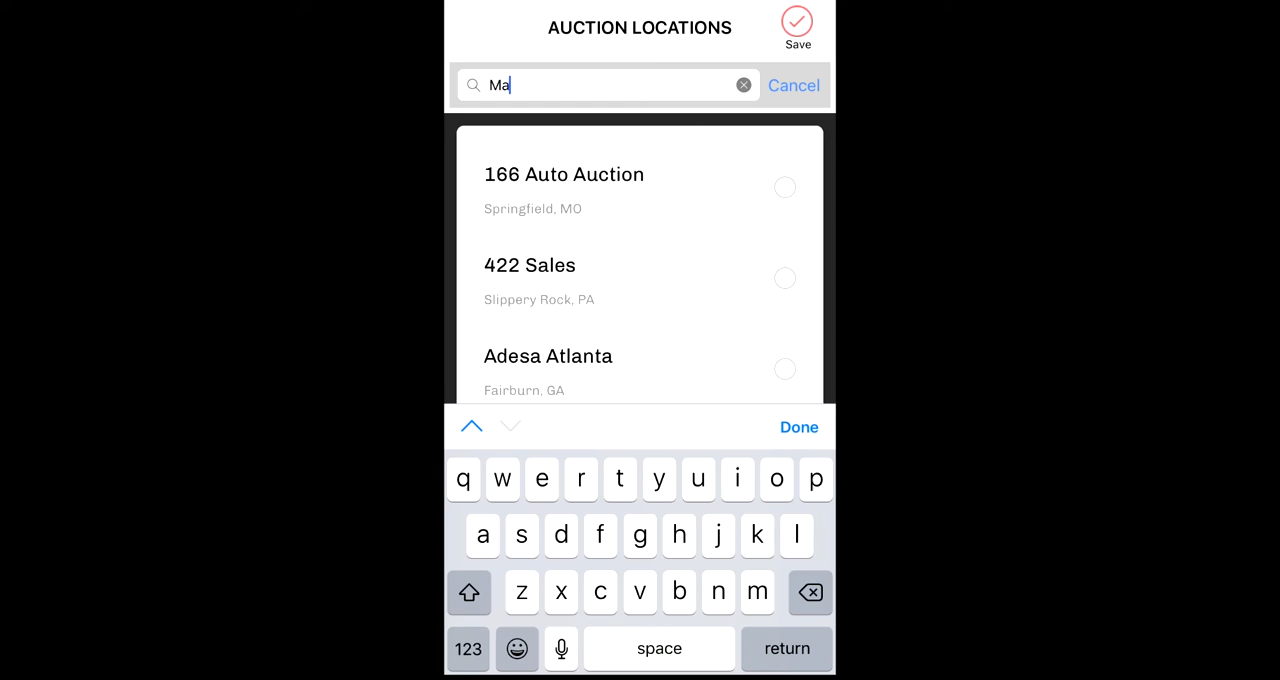 AUCTION LOCATIONS
Save
Ma
Cancel
166 Auto Auction
Springfield, MO
422 Sales
Slippery Rock, PA
Adesa Atlanta
Fairburn, GA
Done
q w e r t y u i o p
a s d f g h j k l
z x c v b n m
123 space return